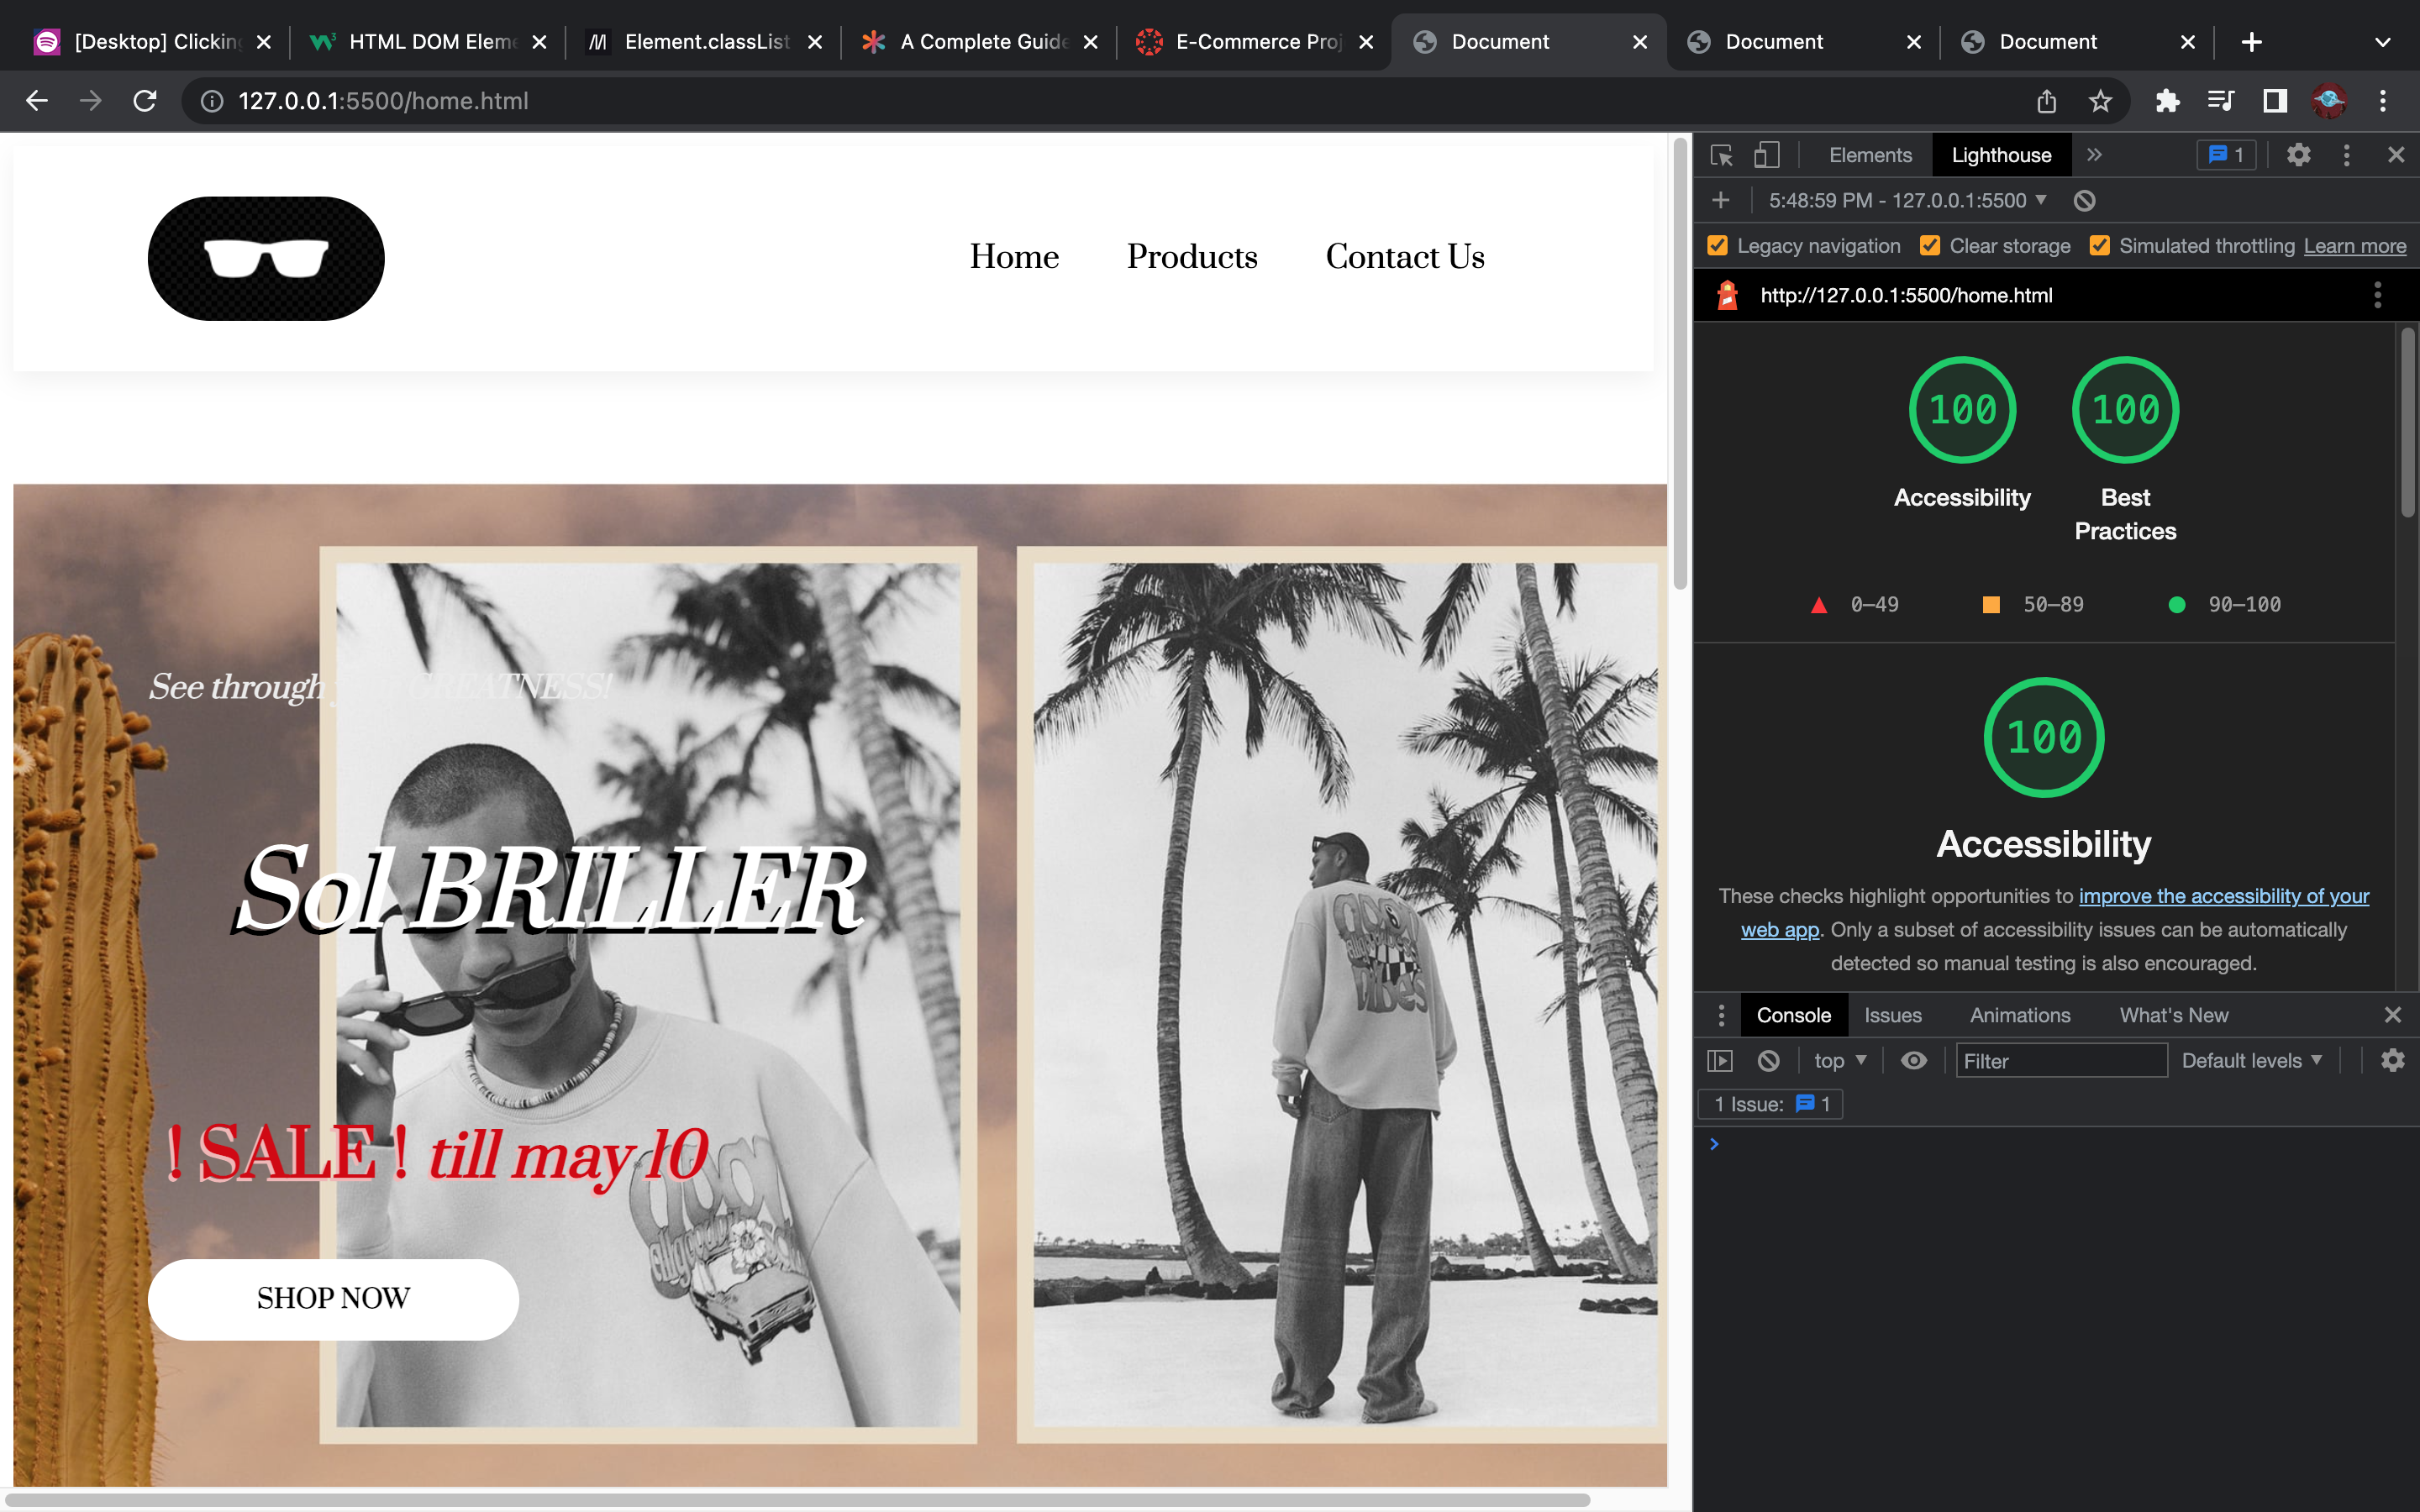 [Desktop] Clicking
HTML DOM Eleme
Element.classList
A Complete Guide
E-Commerce Proj
Document
Document
Document
127.0.0.1:5500/home.html
Home
Products
Contact Us
See through GREATNESS!
Sol BRILLER
! SALE ! till may 10
SHOP NOW
Elements
Lighthouse
1
5:48:59 PM - 127.0.0.1:5500
Legacy navigation
Clear storage
Simulated throttling
Learn more
http://127.0.0.1:5500/home.html
100
100
Accessibility
Best
Practices
0–49
50–89
90–100
100
Accessibility
These checks highlight opportunities to improve the accessibility of your
web app. Only a subset of accessibility issues can be automatically
detected so manual testing is also encouraged.
Console
Issues
Animations
What's New
top
Filter
Default levels
1 Issue:
1
vibes